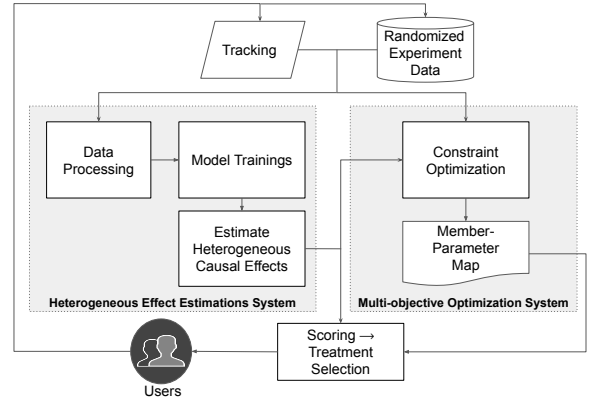 Tracking
Randomized
Experiment
Data
Data
Processing
Model Trainings
Estimate
Heterogeneous
Causal Effects
Heterogeneous Effect Estimations System
Constraint
Optimization
Member-
Parameter
Map
Multi-objective Optimization System
Scoring →
Treatment
Selection
Users